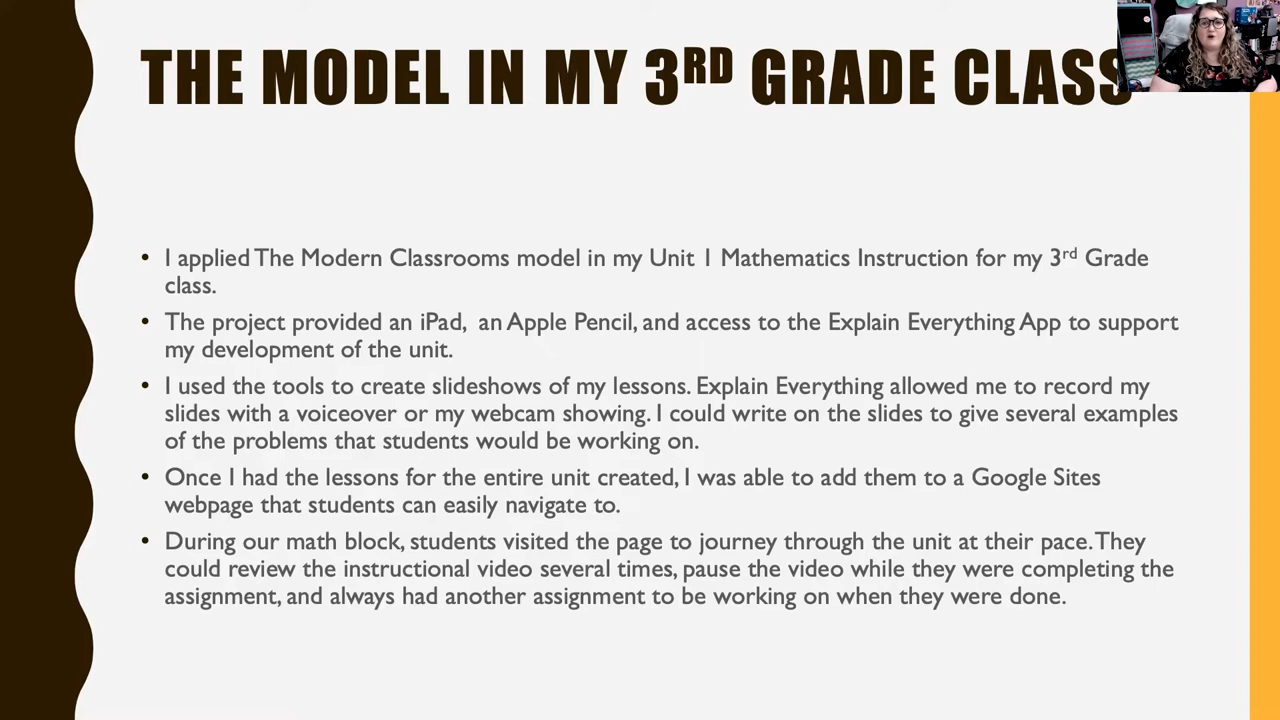 THE MODEL IN MY 3RD GRADE CLASS
• I applied The Modern Classrooms model in my Unit 1 Mathematics Instruction for my 3rd Grade
class.
• The project provided an iPad, an Apple Pencil, and access to the Explain Everything App to support
my development of the unit.
• I used the tools to create slideshows of my lessons. Explain Everything allowed me to record my
slides with a voiceover or my webcam showing. I could write on the slides to give several examples
of the problems that students would be working on.
• Once I had the lessons for the entire unit created, I was able to add them to a Google Sites
webpage that students can easily navigate to.
• During our math block, students visited the page to journey through the unit at their pace. They
could review the instructional video several times, pause the video while they were completing the
assignment, and always had another assignment to be working on when they were done.